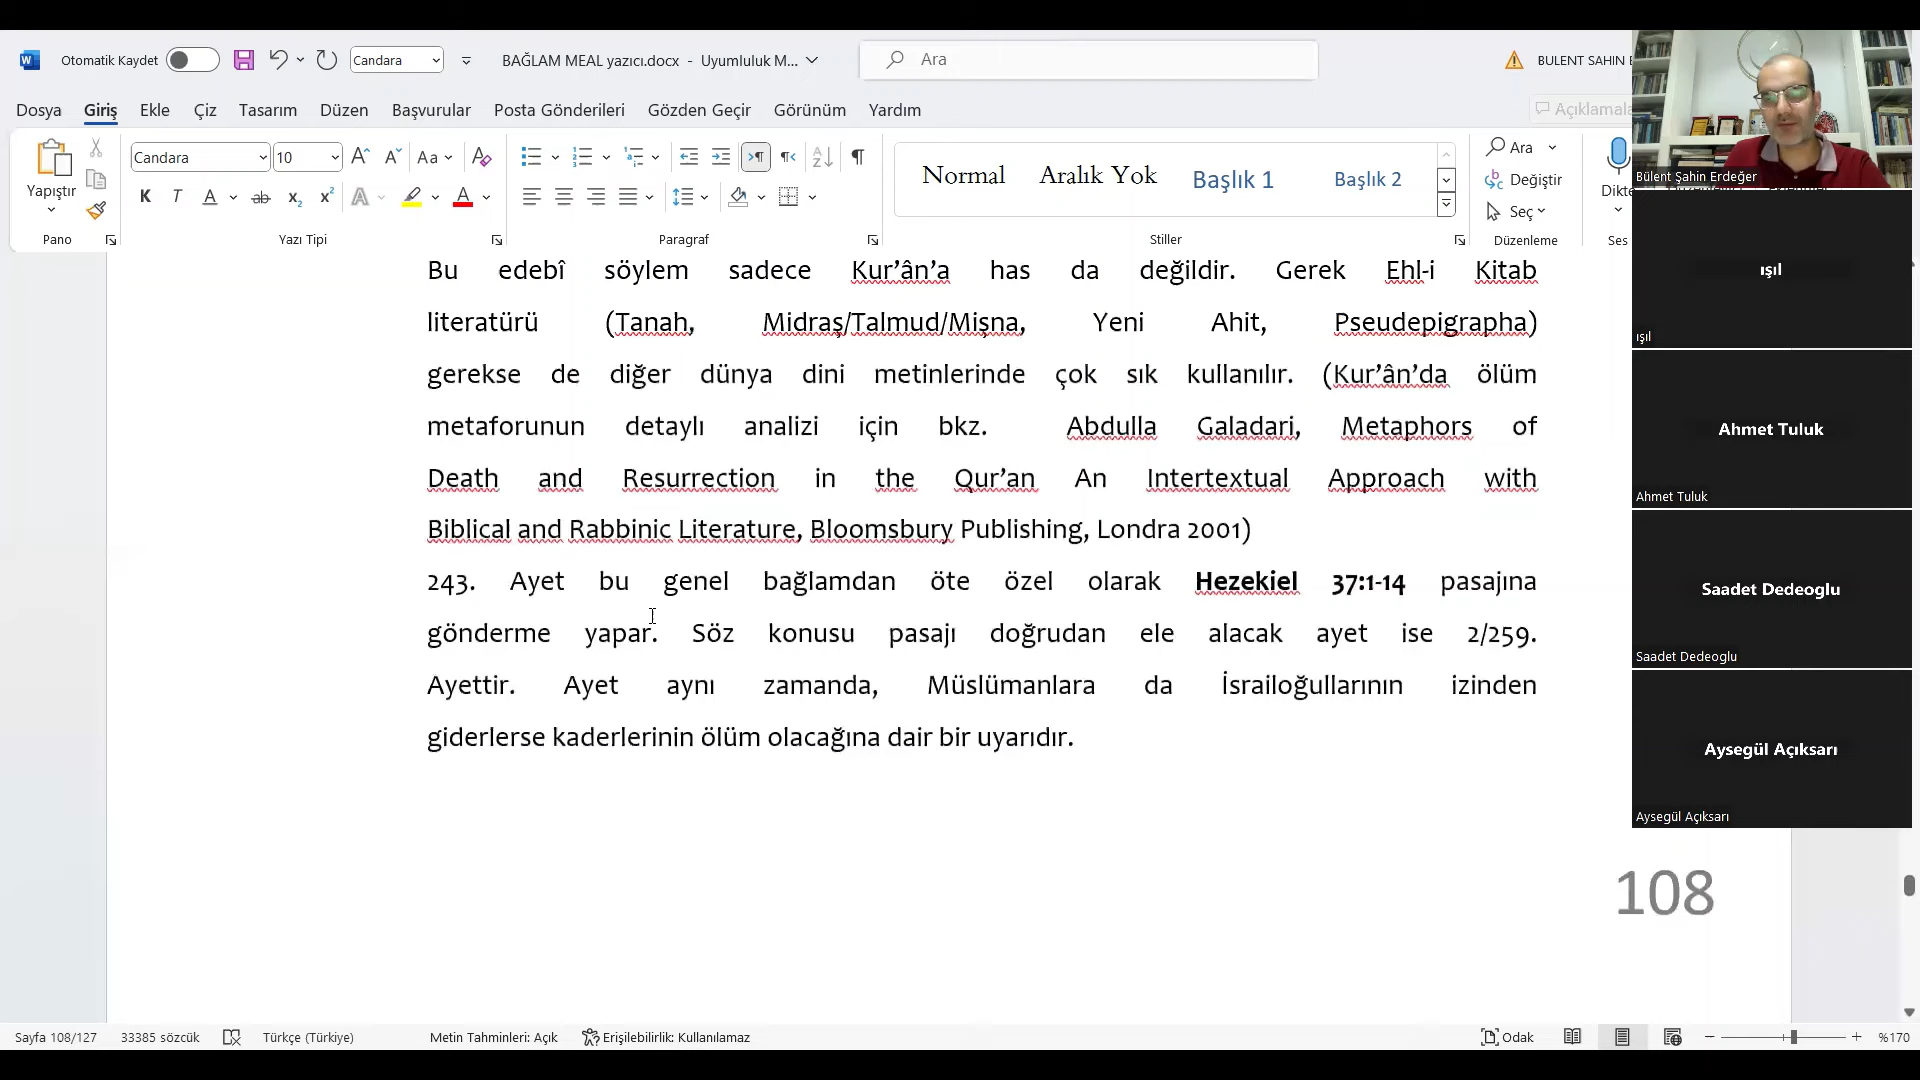 Otomatik Kaydet
Candara
BAĞLAM MEAL yazıcı.docx - Uyumluluk M...
Ara
BULENT SAHIN E
Dosya
Giriş
Ekle
Çiz
Tasarım
Düzen
Başvurular
Posta Gönderileri
Gözden Geçir
Görünüm
Yardım
Açıklamala
Yapıştır
Pano
Candara
10
Aa
K
T
A
ab
Yazı Tipi
Paragraf
Normal
Aralık Yok
Başlık 1
Başlık 2
Stiller
Ara
Değiştir
Seç
Düzenleme
Dikte
Ses
Bu edebî söylem sadece Kur’ân’a has da değildir. Gerek Ehl-i Kitab
literatürü (Tanah, Midraş/Talmud/Mişna, Yeni Ahit, Pseudepigrapha)
gerekse de diğer dünya dini metinlerinde çok sık kullanılır. (Kur’ân’da ölüm
metaforunun detaylı analizi için bkz. Abdulla Galadari, Metaphors of
Death and Resurrection in the Qur’an An Intertextual Approach with
Biblical and Rabbinic Literature, Bloomsbury Publishing, Londra 2001)
243. Ayet bu genel bağlamdan öte özel olarak Hezekiel 37:1-14 pasajına
gönderme yapar. Söz konusu pasajı doğrudan ele alacak ayet ise 2/259.
Ayettir. Ayet aynı zamanda, Müslümanlara da İsrailoğullarının izinden
giderlerse kaderlerinin ölüm olacağına dair bir uyarıdır.
108
Bülent Şahin Erdeğer
ışıl
ışıl
Ahmet Tuluk
Ahmet Tuluk
Saadet Dedeoglu
Saadet Dedeoglu
Aysegül Açıksarı
Aysegül Açıksarı
Sayfa 108/127
33385 sözcük
Türkçe (Türkiye)
Metin Tahminleri: Açık
Erişilebilirlik: Kullanılamaz
Odak
%170